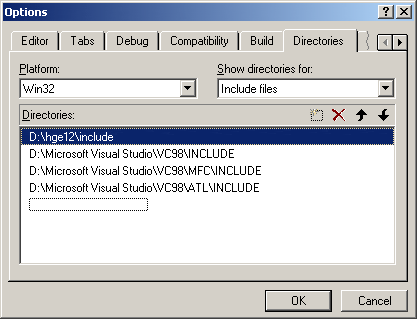 Options
Editor Tabs Debug Compatibility Build Directories
Platform: Show directories for:
Win32 Include files
Directories:
D:\hge12\include
D:\Microsoft Visual Studio\VC98\INCLUDE
D:\Microsoft Visual Studio\VC98\MFC\INCLUDE
D:\Microsoft Visual Studio\VC98\ATL\INCLUDE
OK Cancel